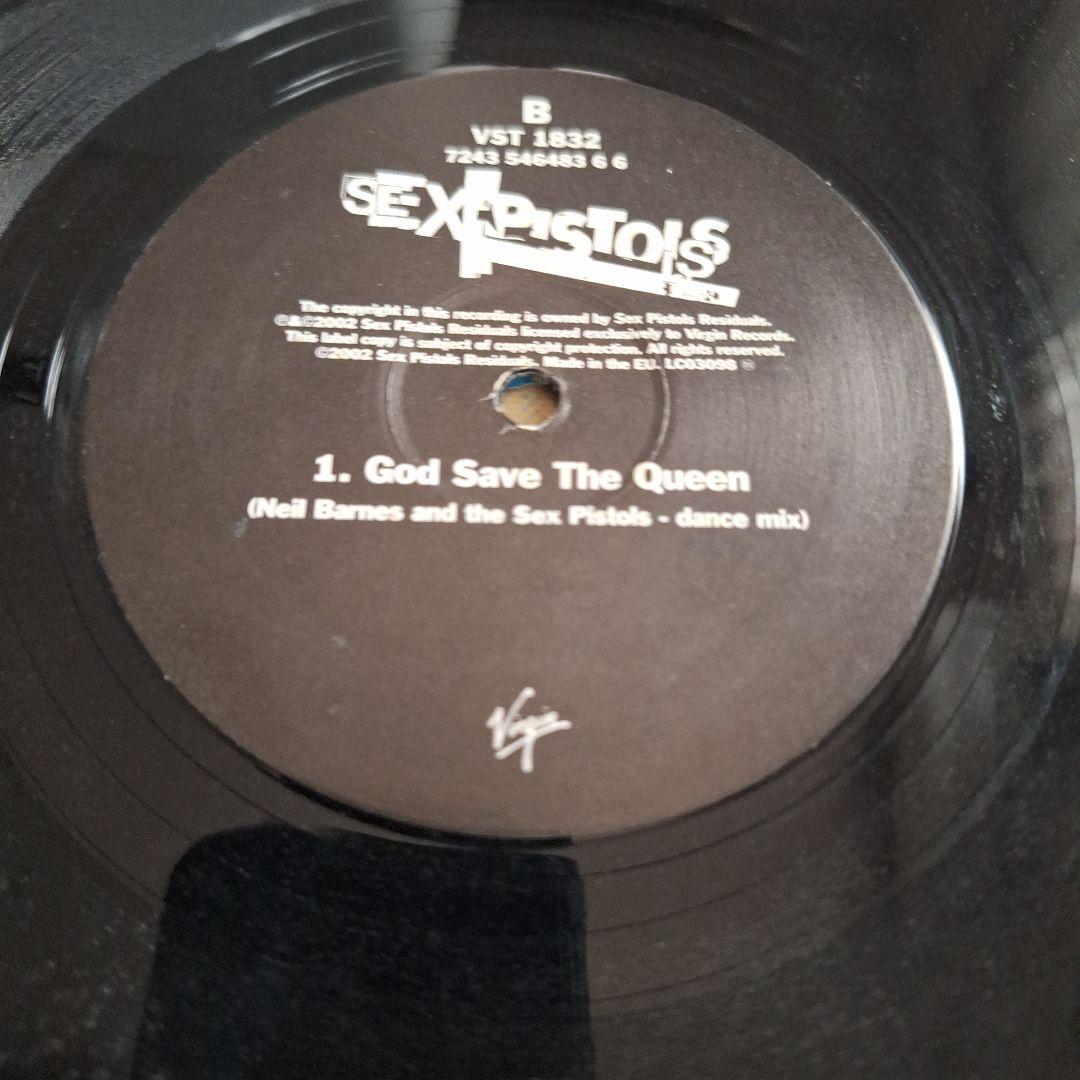 B
VST 1832
7243 546483 6 6
SEX PISTOLS
The copyright in this recording is owned by Sex Pistols Residuals.
℗&©2002 Sex Pistols Residuals licensed exclusively to Virgin Records.
This label copy is subject of copyright protection. All rights reserved.
©2002 Sex Pistols Residuals. Made in the EU. LC03098
1. God Save The Queen
(Neil Barnes and the Sex Pistols - dance mix)
Virgin